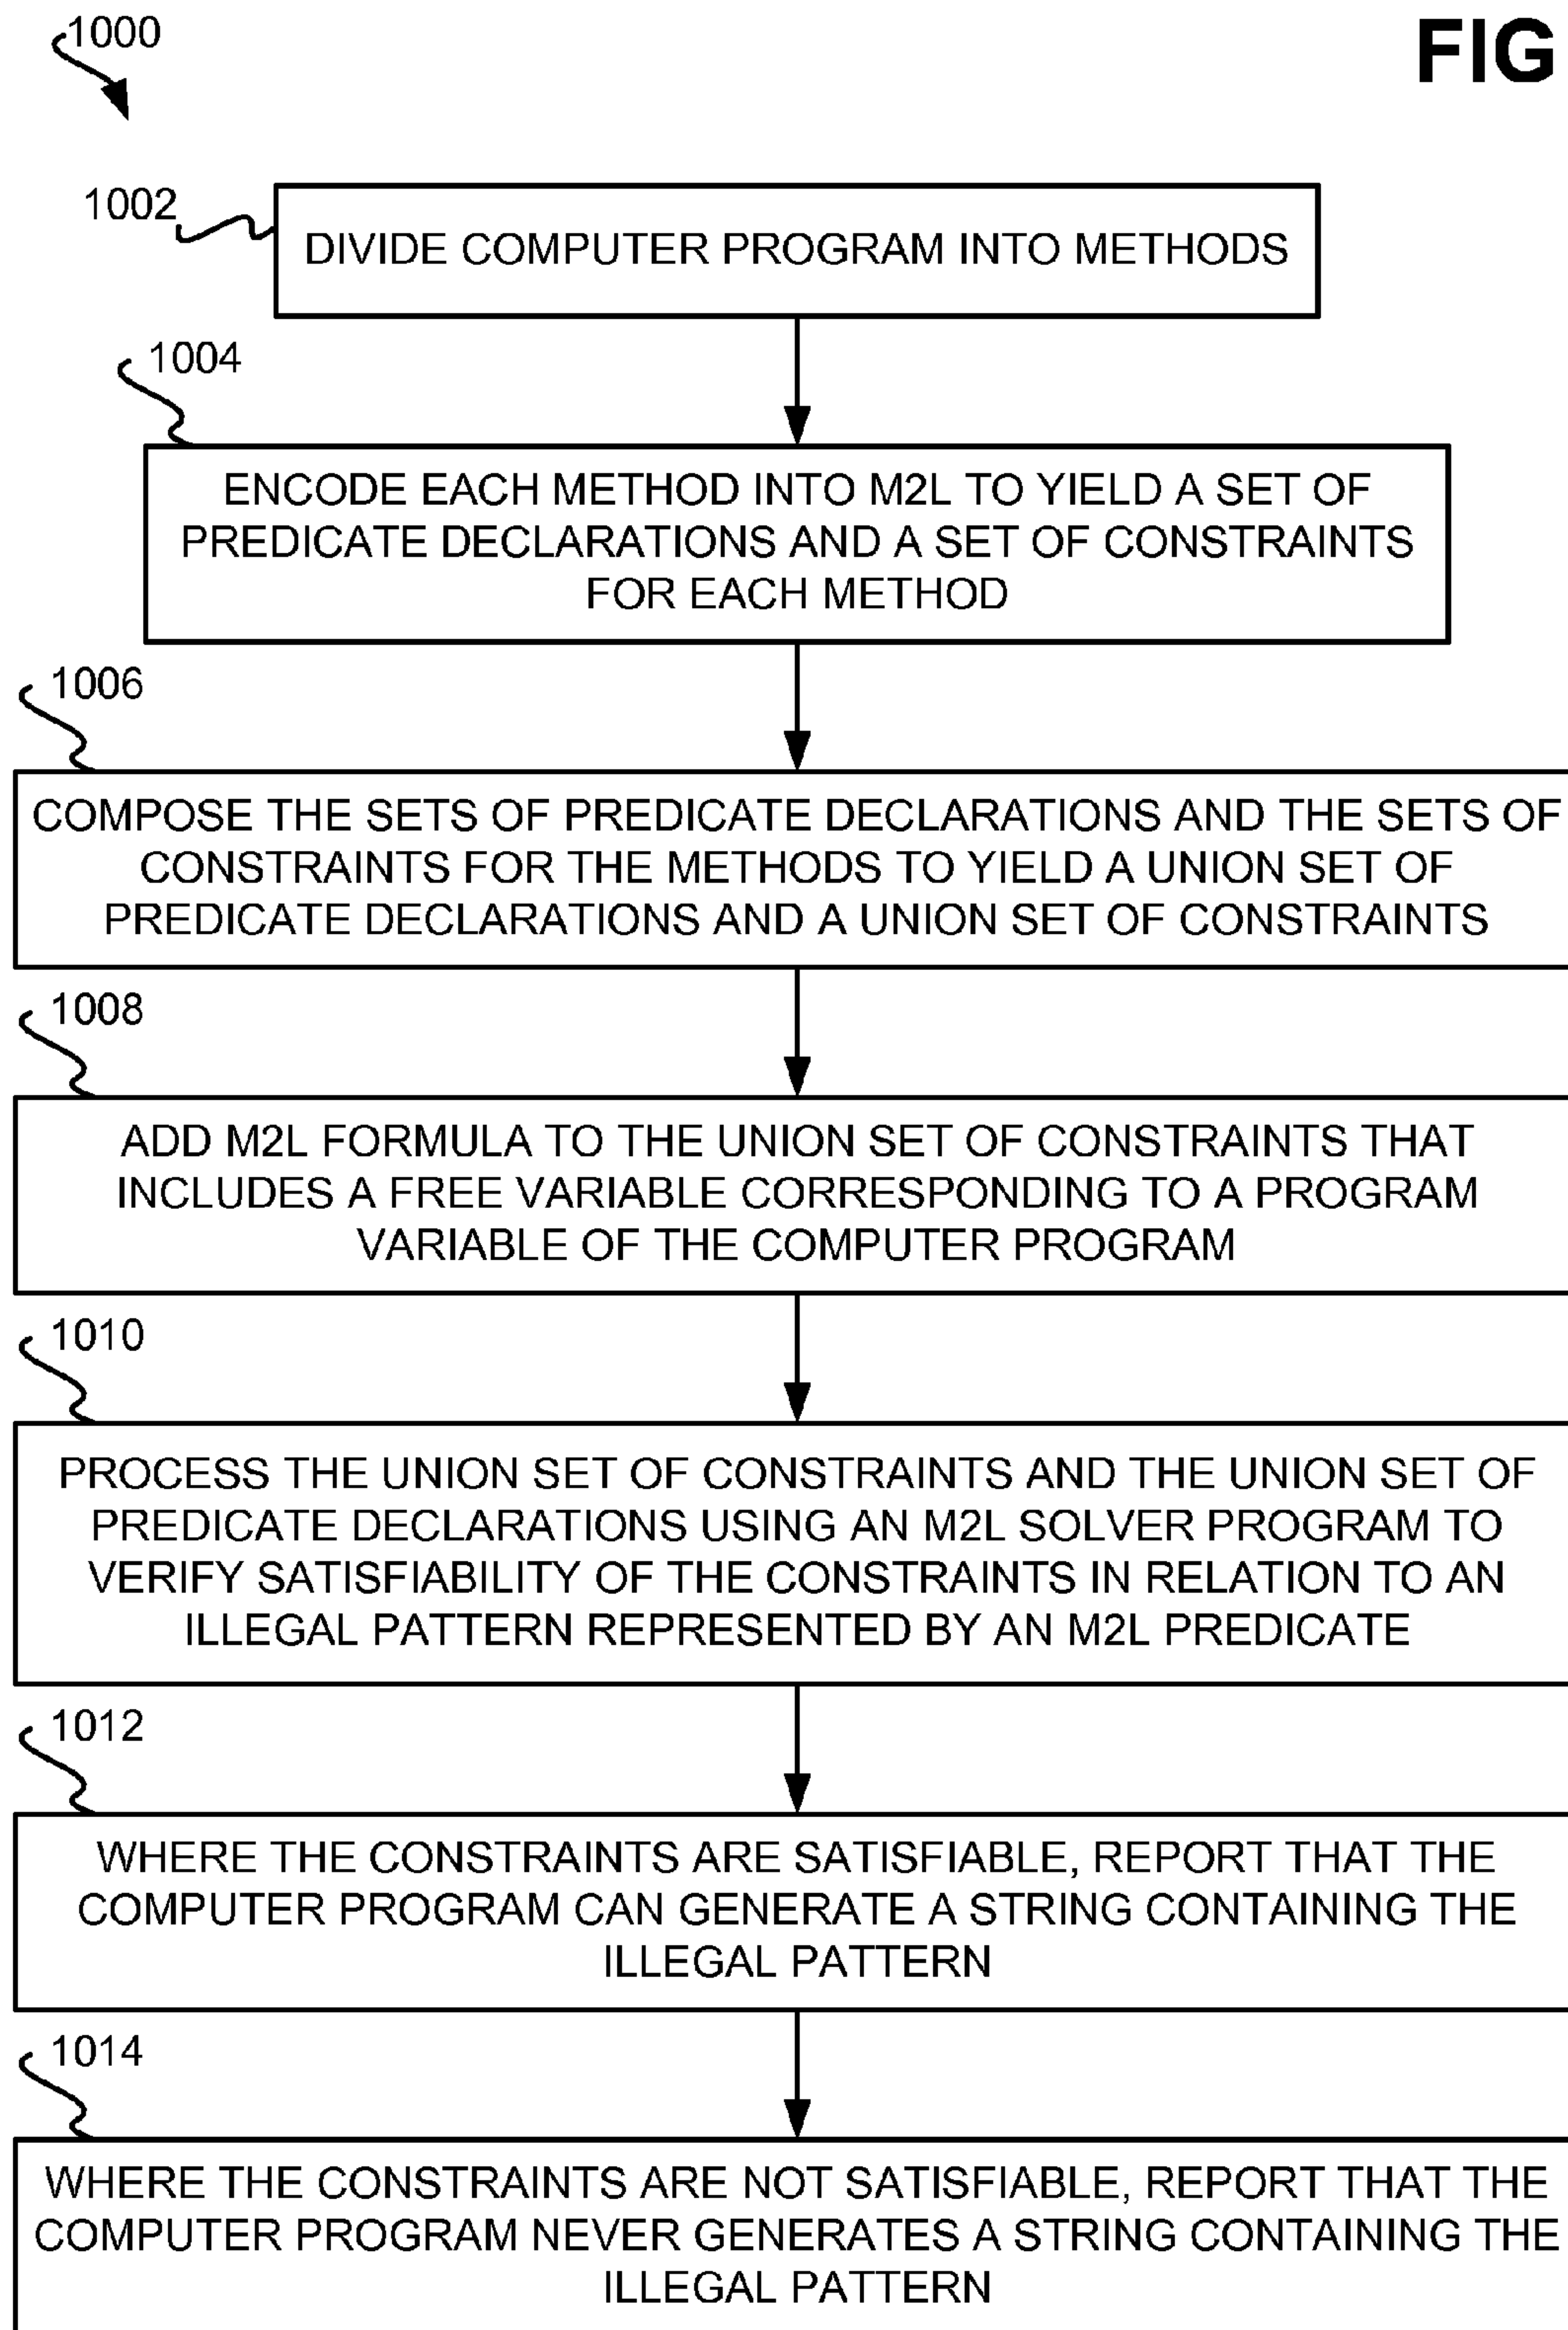 1000
FIG
1002
DIVIDE COMPUTER PROGRAM INTO METHODS
1004
ENCODE EACH METHOD INTO M2L TO YIELD A SET OF
PREDICATE DECLARATIONS AND A SET OF CONSTRAINTS
FOR EACH METHOD
1006
COMPOSE THE SETS OF PREDICATE DECLARATIONS AND THE SETS OF
CONSTRAINTS FOR THE METHODS TO YIELD A UNION SET OF
PREDICATE DECLARATIONS AND A UNION SET OF CONSTRAINTS
1008
ADD M2L FORMULA TO THE UNION SET OF CONSTRAINTS THAT
INCLUDES A FREE VARIABLE CORRESPONDING TO A PROGRAM
VARIABLE OF THE COMPUTER PROGRAM
1010
PROCESS THE UNION SET OF CONSTRAINTS AND THE UNION SET OF
PREDICATE DECLARATIONS USING AN M2L SOLVER PROGRAM TO
VERIFY SATISFIABILITY OF THE CONSTRAINTS IN RELATION TO AN
ILLEGAL PATTERN REPRESENTED BY AN M2L PREDICATE
1012
WHERE THE CONSTRAINTS ARE SATISFIABLE, REPORT THAT THE
COMPUTER PROGRAM CAN GENERATE A STRING CONTAINING THE
ILLEGAL PATTERN
1014
WHERE THE CONSTRAINTS ARE NOT SATISFIABLE, REPORT THAT THE
COMPUTER PROGRAM NEVER GENERATES A STRING CONTAINING THE
ILLEGAL PATTERN